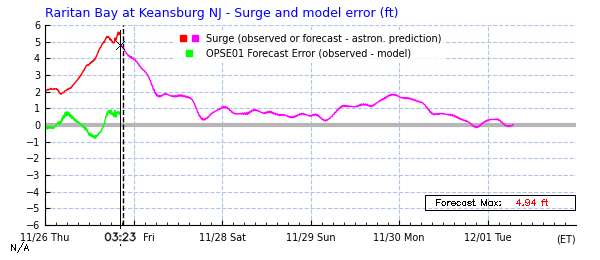 Raritan Bay at Keansburg NJ - Surge and model error (ft)
Surge (observed or forecast - astron. prediction)
OPSE01 Forecast Error (observed - model)
6
5
4
3
2
1
0
−1
−2
−3
−4
−5
−6
Forecast Max: 4.94 ft
11/26 Thu 03:23 Fri 11/28 Sat 11/29 Sun 11/30 Mon 12/01 Tue (ET)
N/A